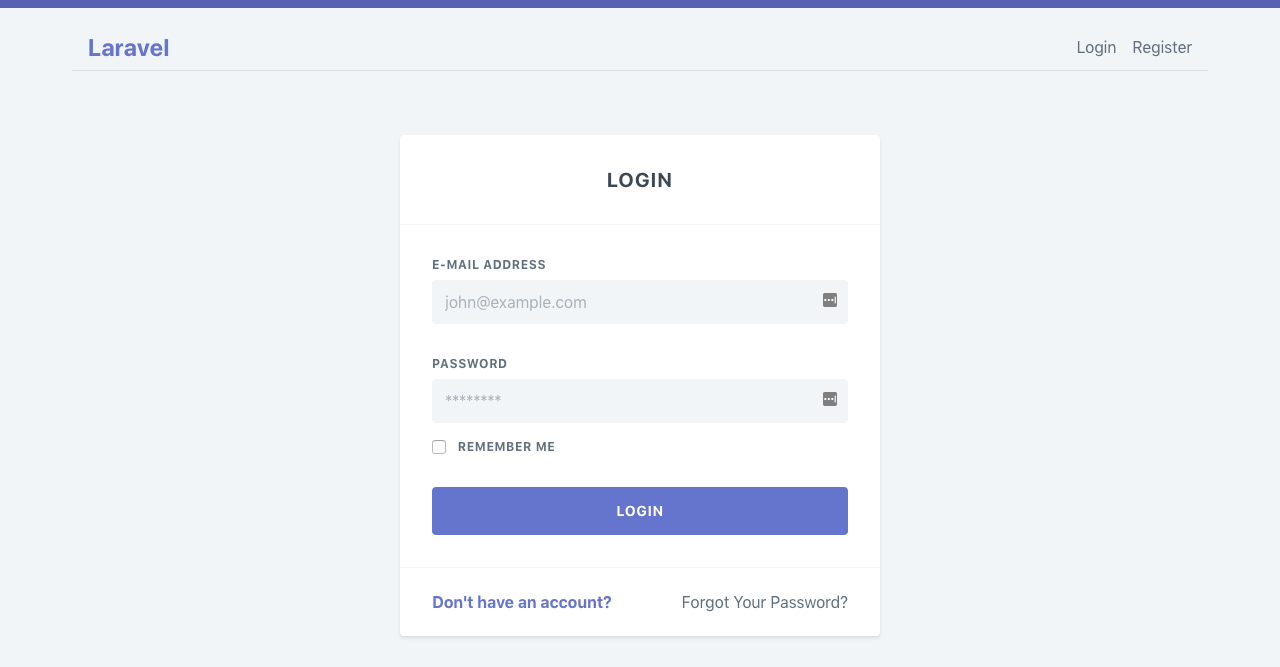 Laravel
Login Register
LOGIN
E-MAIL ADDRESS
john@example.com
PASSWORD
********
REMEMBER ME
LOGIN
Don't have an account? Forgot Your Password?